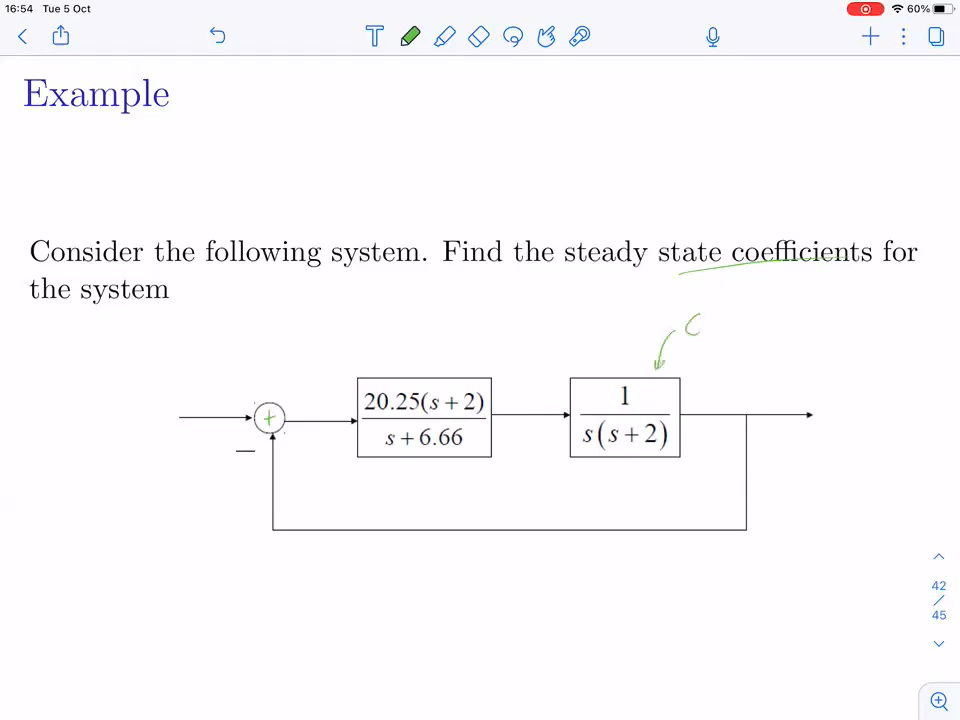 16:54 Tue 5 Oct 60%
T
Example
Consider the following system. Find the steady state coefficients for
the system
+
−
20.25(s + 2)
s + 6.66
1
s(s + 2)
42
/
45